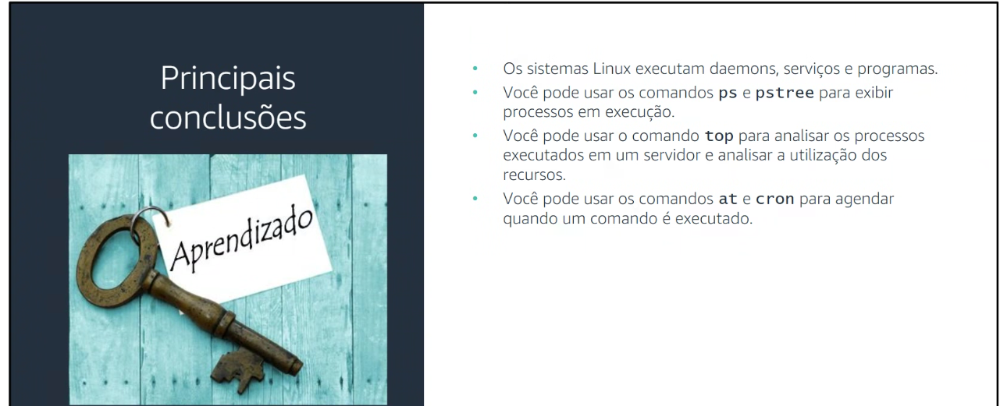 Principais
conclusões
Aprendizado
• Os sistemas Linux executam daemons, serviços e programas.
• Você pode usar os comandos ps e pstree para exibir
processos em execução.
• Você pode usar o comando top para analisar os processos
executados em um servidor e analisar a utilização dos
recursos.
• Você pode usar os comandos at e cron para agendar
quando um comando é executado.